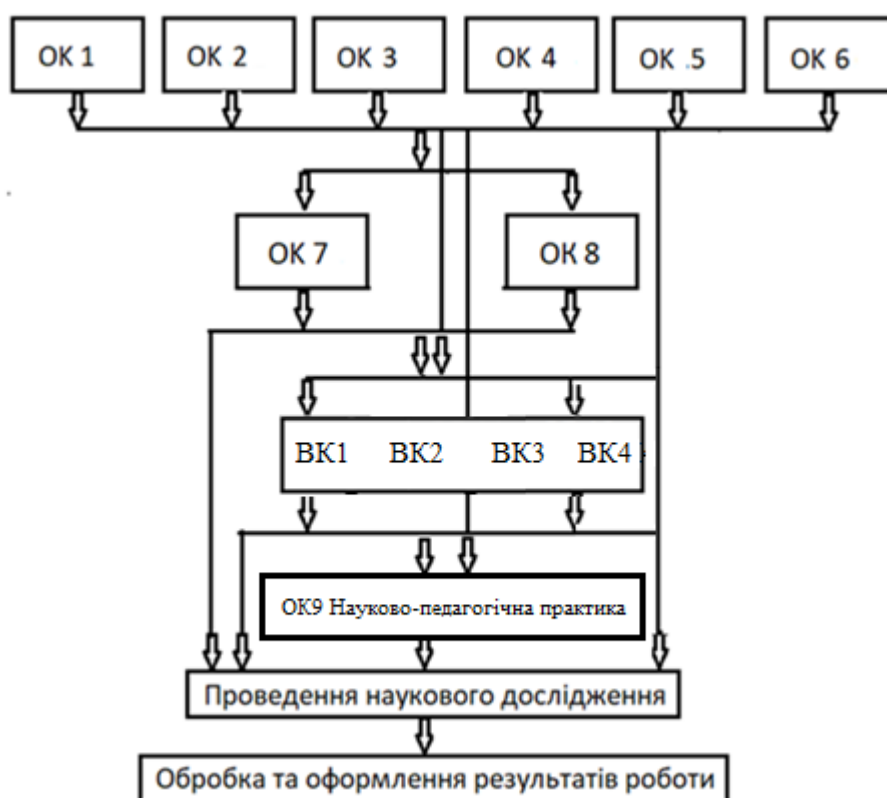 ОК 1 ОК 2 ОК 3 ОК 4 ОК .5 ОК 6
ОК 7 ОК 8
ВК1 ВК2 ВК3 ВК4
ОК9 Науково-педагогічна практика
Проведення наукового дослідження
Обробка та оформлення результатів роботи